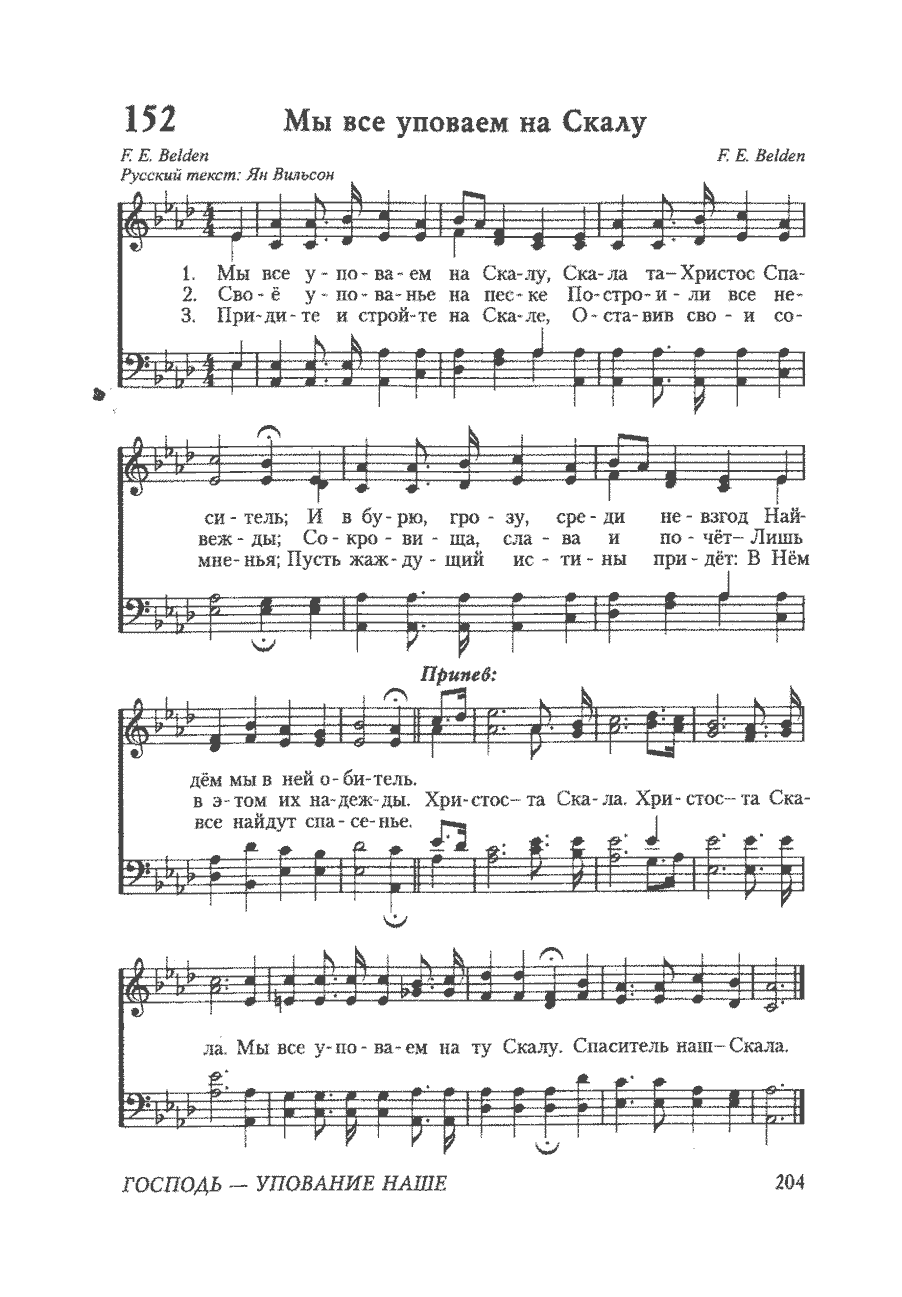 152 Мы все уповаем на Скалу
F. E. Belden F. E. Belden
Русский текст: Ян Вильсон
4 4
1. Мы все у - по - ва - ем на Ска-лу, Ска-ла та–Христос Спа-
2. Сво - ё у - по - ва-нье на пес - ке По-стро-и - ли все не-
3. При-ди-те и строй-те на Ска-ле, О-ста-вив сво - и со-
4 4
си - тель; И в бу-рю, гро - зу, сре - ди не - взгод Най-
веж - ды; Со-кро - ви - ща, сла - ва и по - чёт– Лишь
мне-нья; Пусть жаж-ду - щий ис - ти - ны при - дёт: В Нём
Припев:
дём мы в ней о-би-тель.
в э-том их на-деж-ды. Хри-стос– та Ска-ла. Хри-стос– та Ска-
все найдут спа-се-нье.
ла. Мы все у-по - ва-ем на ту Скалу. Спаситель наш–Скала.
ГОСПОДЬ — УПОВАНИЕ НАШЕ 204